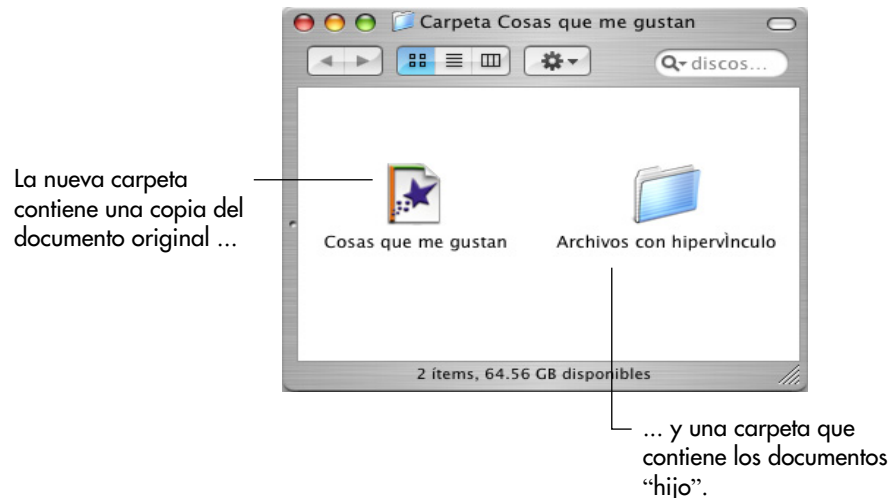 Carpeta Cosas que me gustan
discos...
La nueva carpeta
contiene una copia del
documento original ...
Cosas que me gustan
Archivos con hipervÌnculo
2 ítems, 64.56 GB disponibles
... y una carpeta que
contiene los documentos
“hijo”.